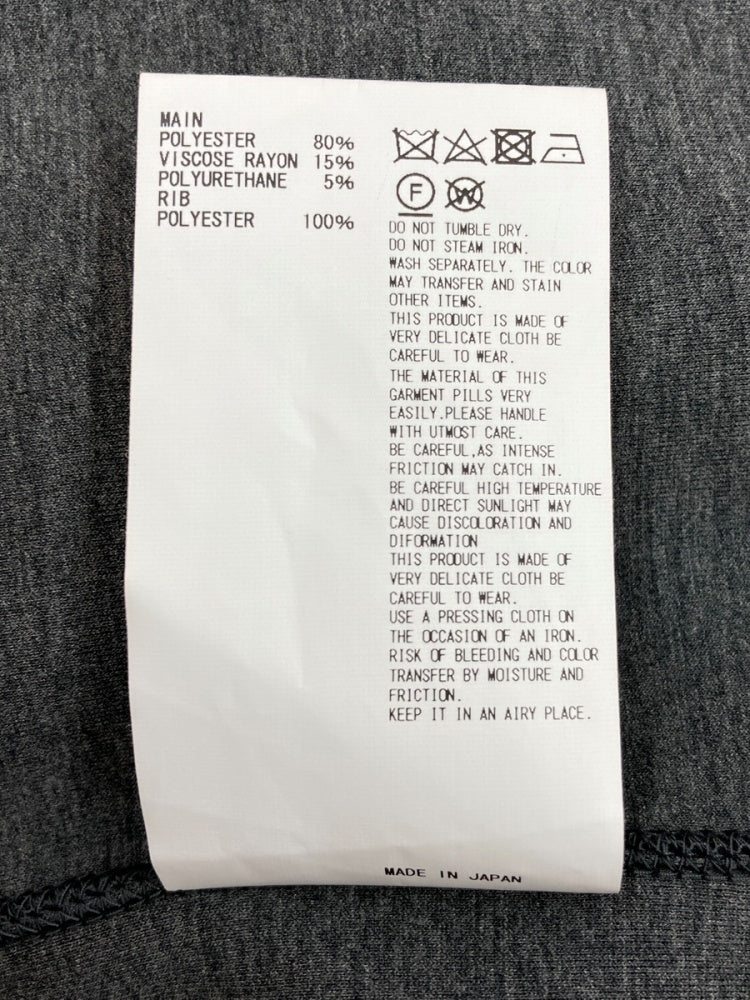 MAIN
POLYESTER 80%
VISCOSE RAYON 15%
POLYURETHANE 5%
RIB
POLYESTER 100%
F
W
DO NOT TUMBLE DRY.
DO NOT STEAM IRON.
WASH SEPARATELY. THE COLOR
MAY TRANSFER AND STAIN
OTHER ITEMS.
THIS PRODUCT IS MADE OF
VERY DELICATE CLOTH BE
CAREFUL TO WEAR.
THE MATERIAL OF THIS
GARMENT PILLS VERY
EASILY.PLEASE HANDLE
WITH UTMOST CARE.
BE CAREFUL,AS INTENSE
FRICTION MAY CATCH IN.
BE CAREFUL HIGH TEMPERATURE
AND DIRECT SUNLIGHT MAY
CAUSE DISCOLORATION AND
DIFORMATION
THIS PRODUCT IS MADE OF
VERY DELICATE CLOTH BE
CAREFUL TO WEAR.
USE A PRESSING CLOTH ON
THE OCCASION OF AN IRON.
RISK OF BLEEDING AND COLOR
TRANSFER BY MOISTURE AND
FRICTION.
KEEP IT IN AN AIRY PLACE.
MADE IN JAPAN